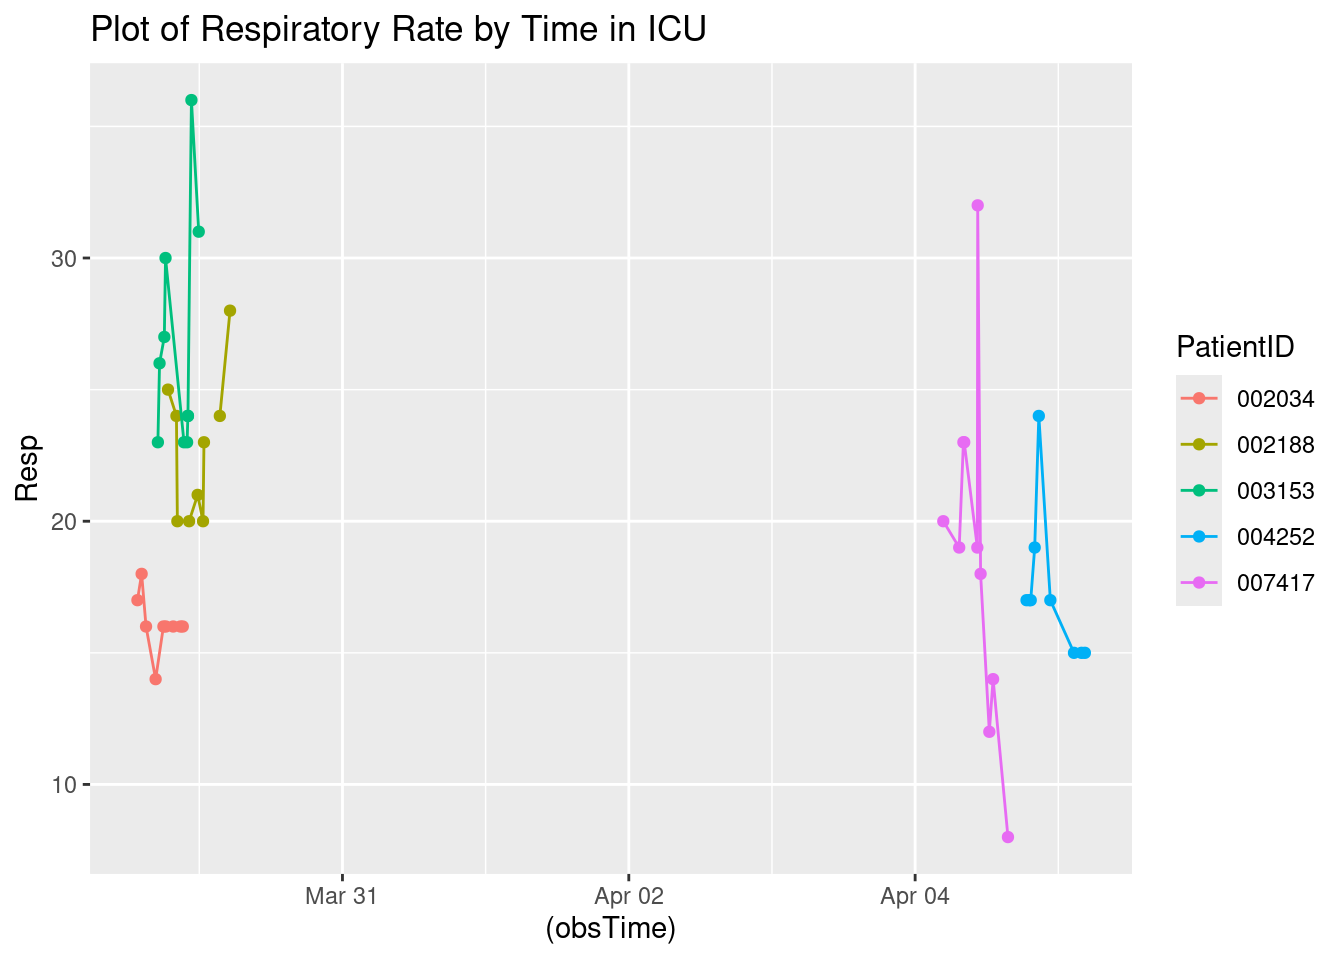 Plot of Respiratory Rate by Time in ICU
30
20
10
Resp
Mar 31
Apr 02
Apr 04
(obsTime)
PatientID
002034
002188
003153
004252
007417